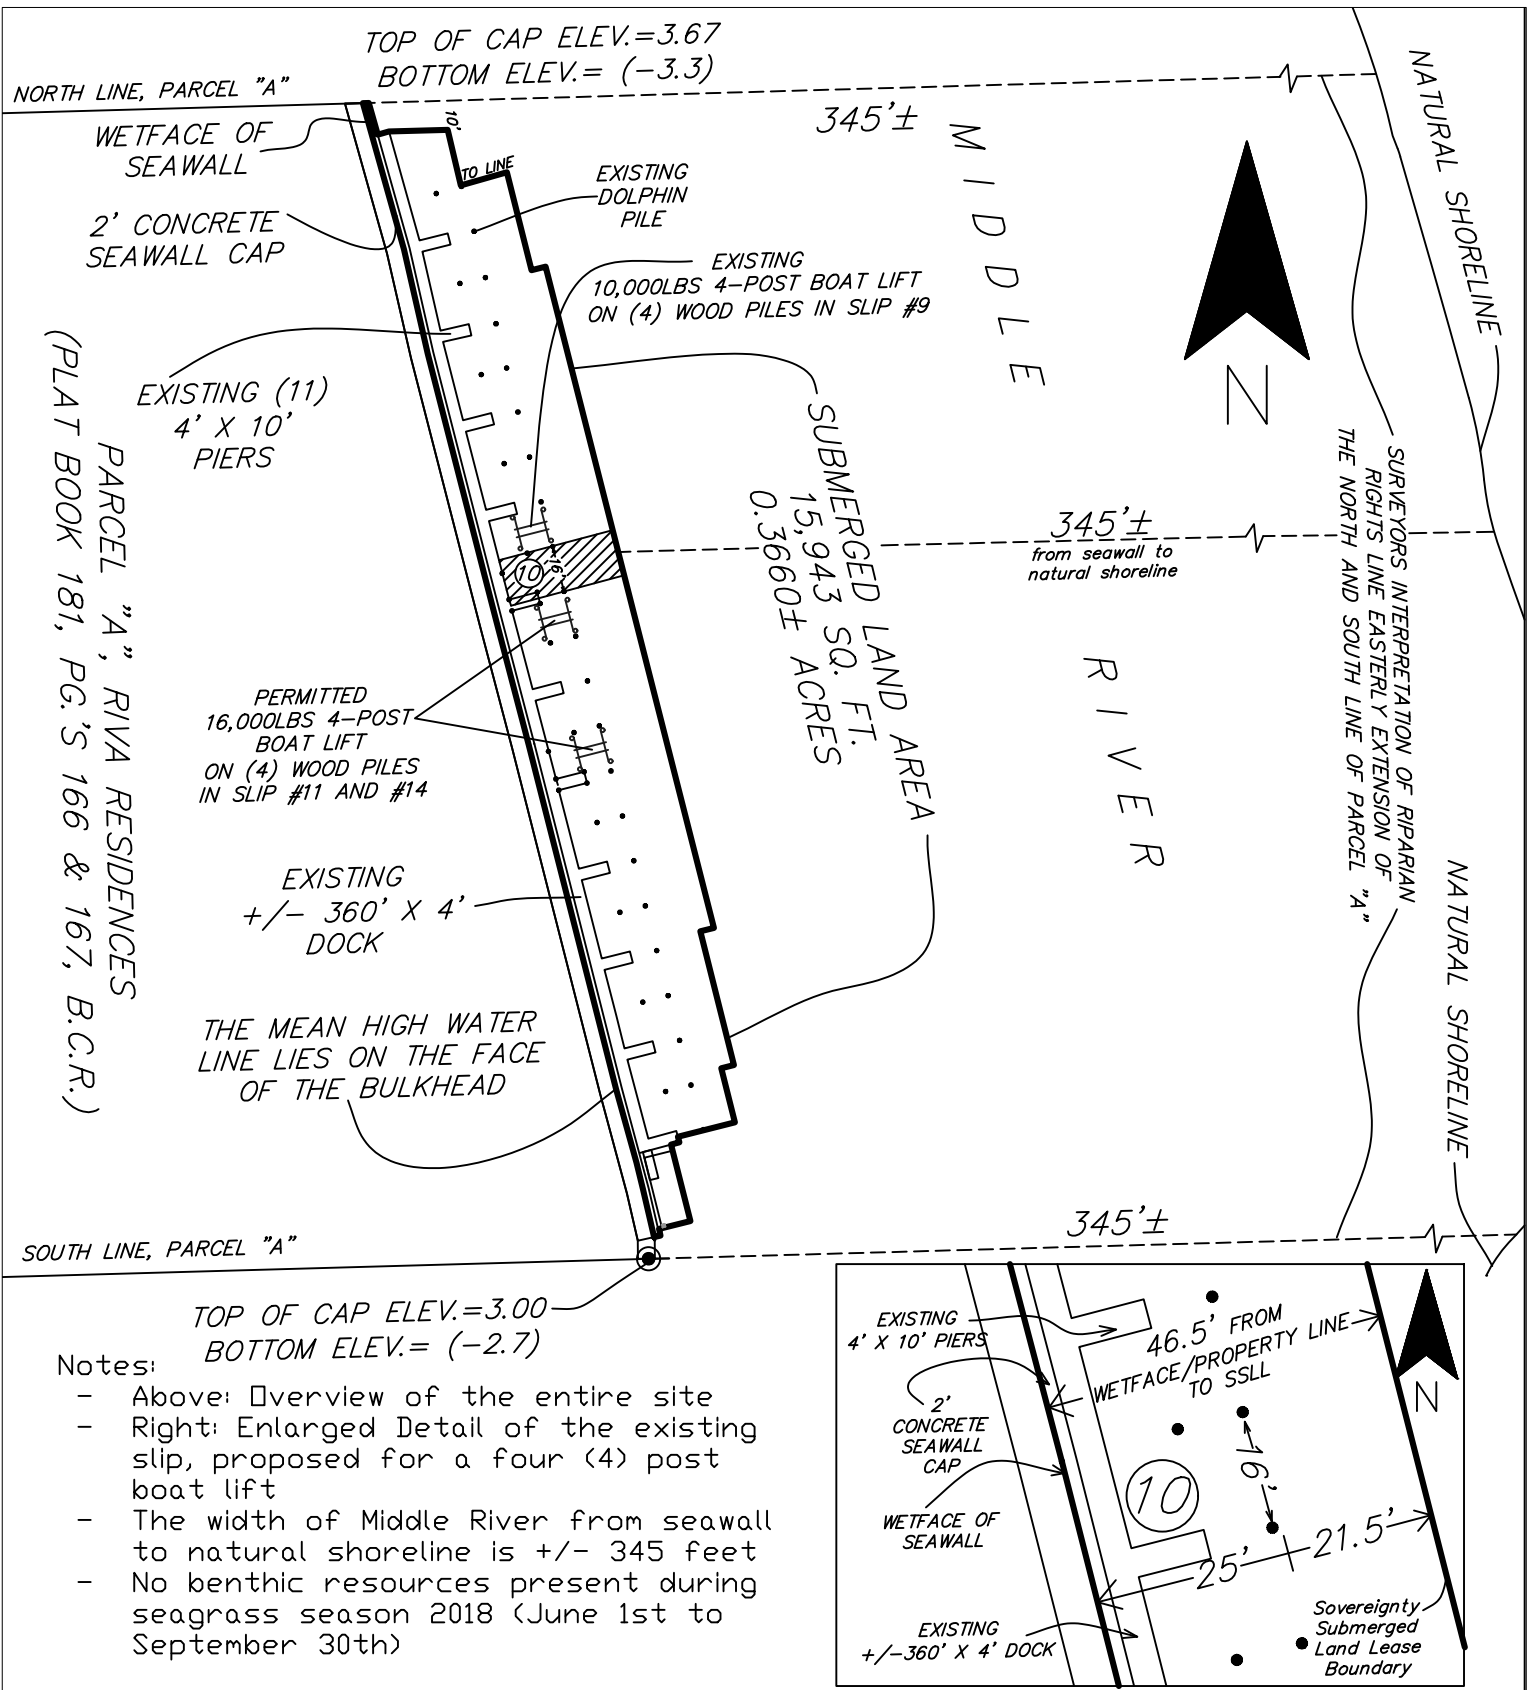 TOP OF CAP ELEV.=3.67
BOTTOM ELEV.= (-3.3)
NORTH LINE, PARCEL "A"
345'±
WETFACE OF
SEAWALL
10'
TO LINE
2' CONCRETE
SEAWALL CAP
EXISTING
DOLPHIN
PILE
EXISTING
10,000LBS 4-POST BOAT LIFT
ON (4) WOOD PILES IN SLIP #9
MIDDLE
RIVER
N
NATURAL SHORELINE
EXISTING (11)
4' X 10'
PIERS
PARCEL "A", RIVA RESIDENCES
(PLAT BOOK 181, PG.'S 166 & 167, B.C.R.)
SUBMERGED LAND AREA
15,943 SQ. FT.
0.3660± ACRES
345'±
from seawall to
natural shoreline
SURVEYORS INTERPRETATION OF RIPARIAN
RIGHTS LINE EASTERLY EXTENSION OF
THE NORTH AND SOUTH LINE OF PARCEL "A"
10
16'
PERMITTED
16,000LBS 4-POST
BOAT LIFT
ON (4) WOOD PILES
IN SLIP #11 AND #14
EXISTING
+/- 360' X 4'
DOCK
NATURAL SHORELINE
THE MEAN HIGH WATER
LINE LIES ON THE FACE
OF THE BULKHEAD
345'±
SOUTH LINE, PARCEL "A"
TOP OF CAP ELEV.=3.00
BOTTOM ELEV.= (-2.7)
Notes:
- Above: Overview of the entire site
- Right: Enlarged Detail of the existing
slip, proposed for a four (4) post
boat lift
- The width of Middle River from seawall
to natural shoreline is +/- 345 feet
- No benthic resources present during
seagrass season 2018 (June 1st to
September 30th)
EXISTING
4' X 10' PIERS
46.5' FROM
WETFACE/PROPERTY LINE
TO SSLL
N
2'
CONCRETE
SEAWALL
CAP
10
16'
WETFACE OF
SEAWALL
25'
21.5'
EXISTING
+/-360' X 4' DOCK
Sovereignty
Submerged
Land Lease
Boundary